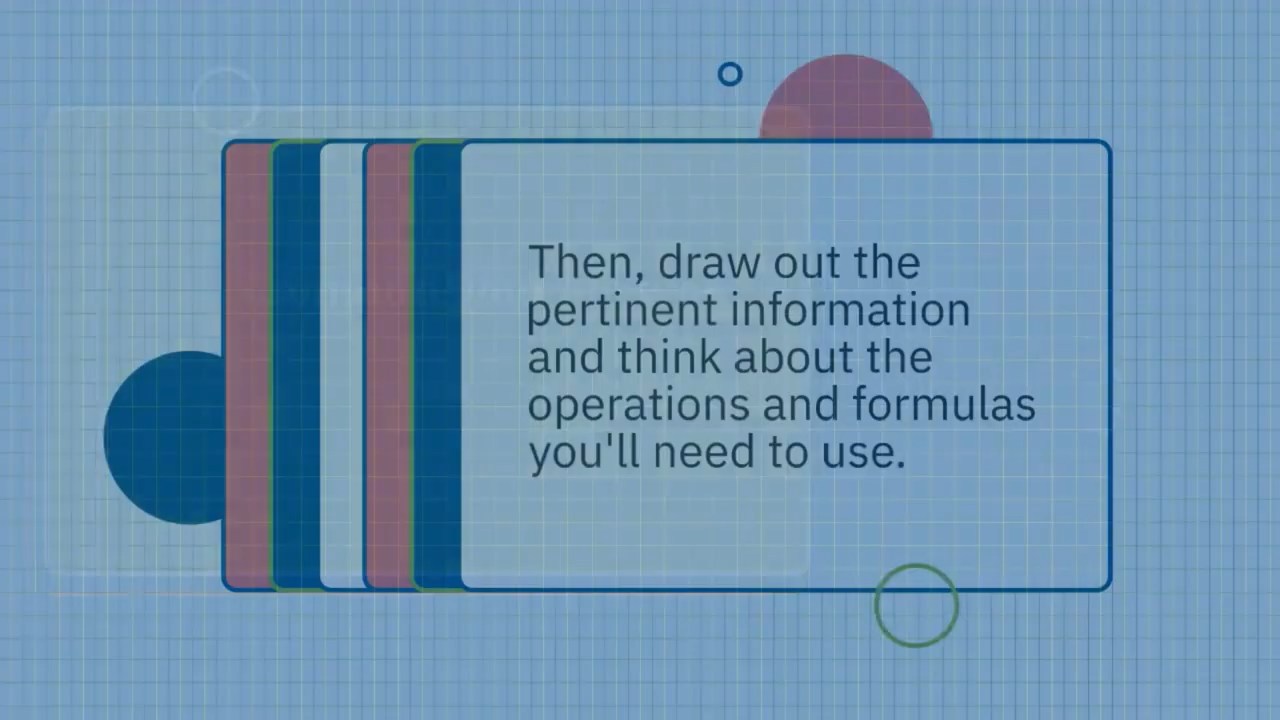 Then, draw out the
pertinent information
and think about the
operations and formulas
you'll need to use.